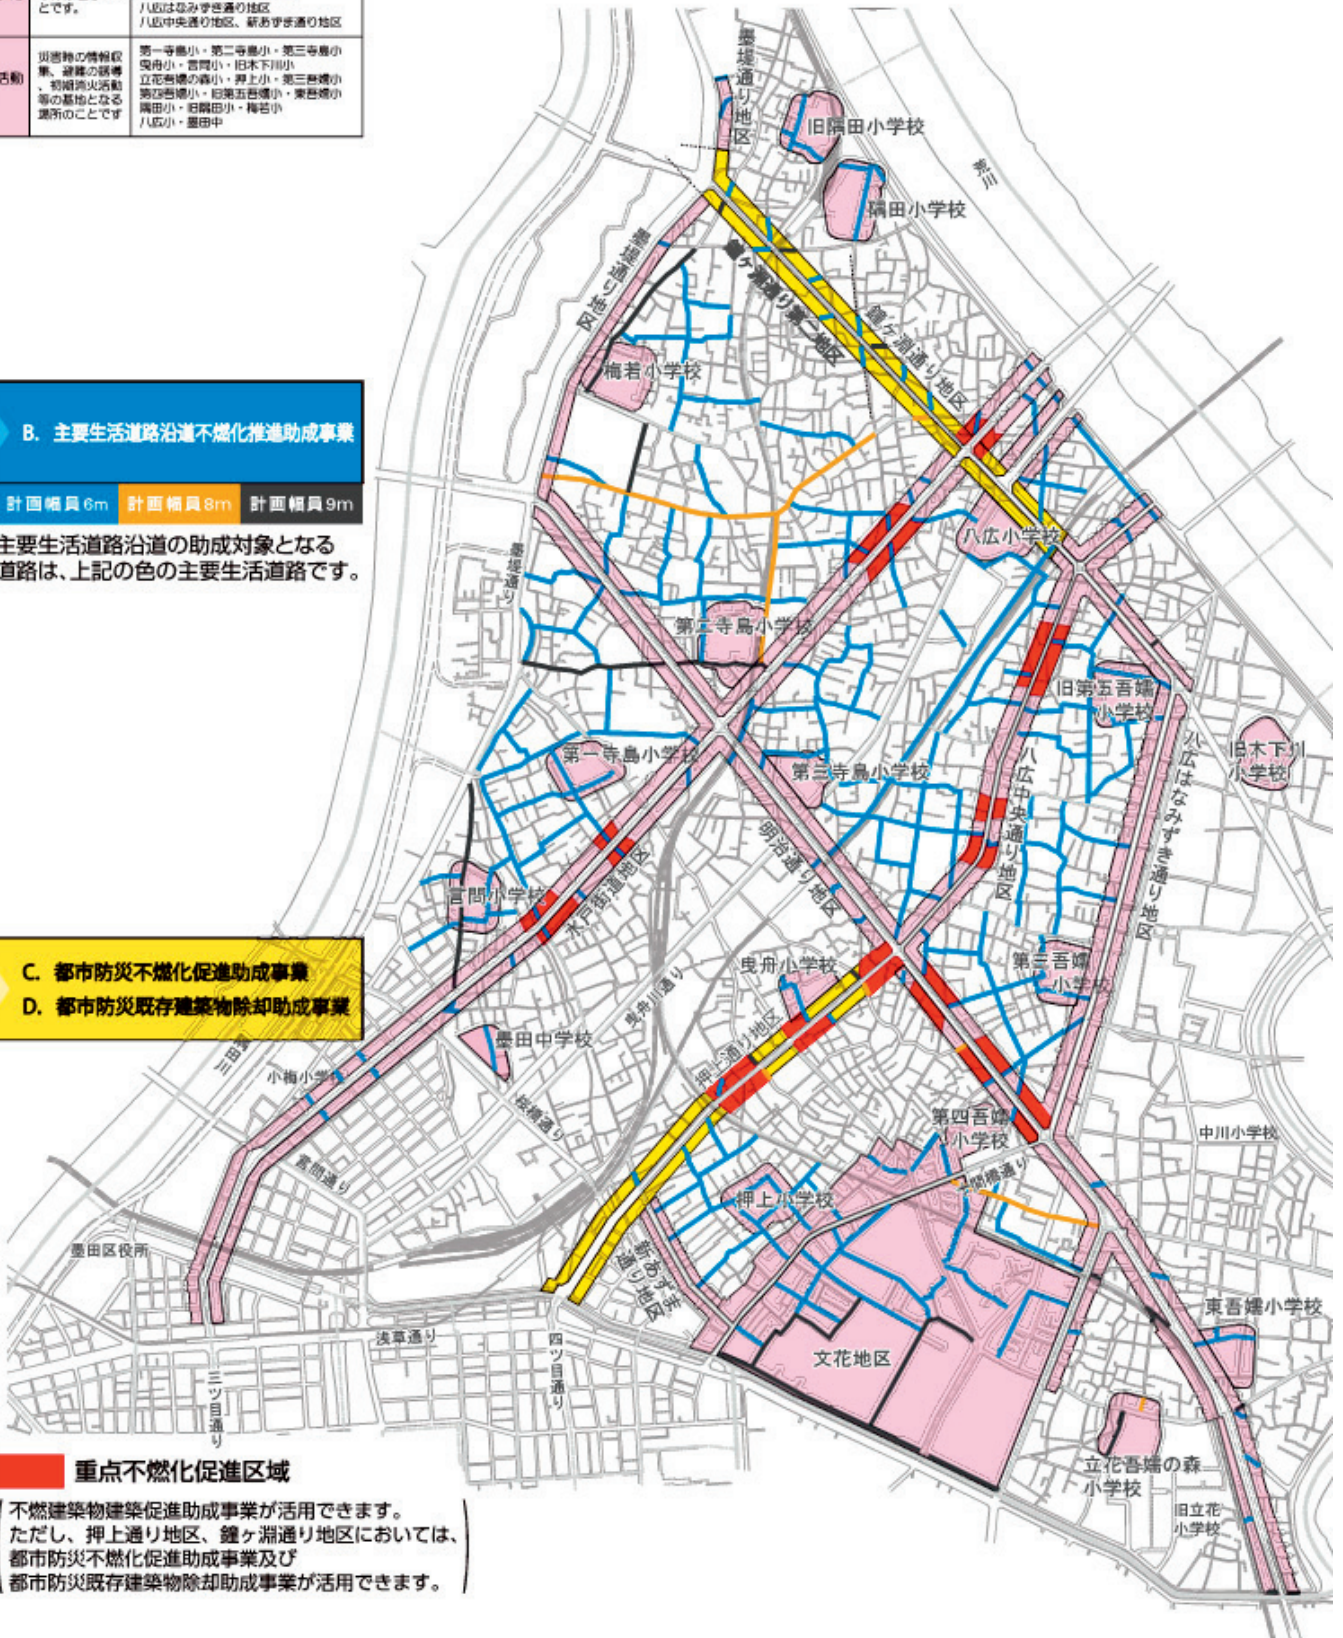 とです。
八広はなみずき通り地区
八広中央通り地区、新あずま通り地区
活動
災害時の情報収
集、避難の誘導
、初期消火活動
等の基地となる
場所のことです
第一寺島小・第二寺島小・第三寺島小
曳舟小・言問小・旧木下川小
立花吾嬬の森小・押上小・第三吾嬬小
第四吾嬬小・旧第五吾嬬小・東吾嬬小
隅田小・旧隅田小・梅若小
八広小・墨田中
墨堤通り地区
旧隅田小学校
荒川
隅田小学校
墨堤通り地区
鐘ヶ淵通り第二地区
鐘ヶ淵通り地区
梅若小学校
B. 主要生活道路沿道不燃化推進助成事業
計画幅員6m
計画幅員8m
計画幅員9m
主要生活道路沿道の助成対象となる
道路は、上記の色の主要生活道路です。
八広小学校
墨堤通り
第二寺島小学校
旧第五吾嬬
小学校
第一寺島小学校
第三寺島小学校
八広中央通り地区
八広はなみずき通り地区
旧木下川
小学校
明治通り地区
水戸街道地区
言問小学校
曳舟小学校
第三吾嬬
小学校
C. 都市防災不燃化促進助成事業
D. 都市防災既存建築物除却助成事業
隅田川
曳舟川通り
墨田中学校
押上通り地区
小梅小学校
桜橋通り
第四吾嬬
小学校
中川小学校
言問通り
押上小学校
墨田区役所
新あずま
通り地区
東吾嬬小学校
浅草通り
四ツ目通り
文花地区
三ツ目通り
立花吾嬬の森
小学校
旧立花
小学校
重点不燃化促進区域
不燃建築物建築促進助成事業が活用できます。
ただし、押上通り地区、鐘ヶ淵通り地区においては、
都市防災不燃化促進助成事業及び
都市防災既存建築物除却助成事業が活用できます。